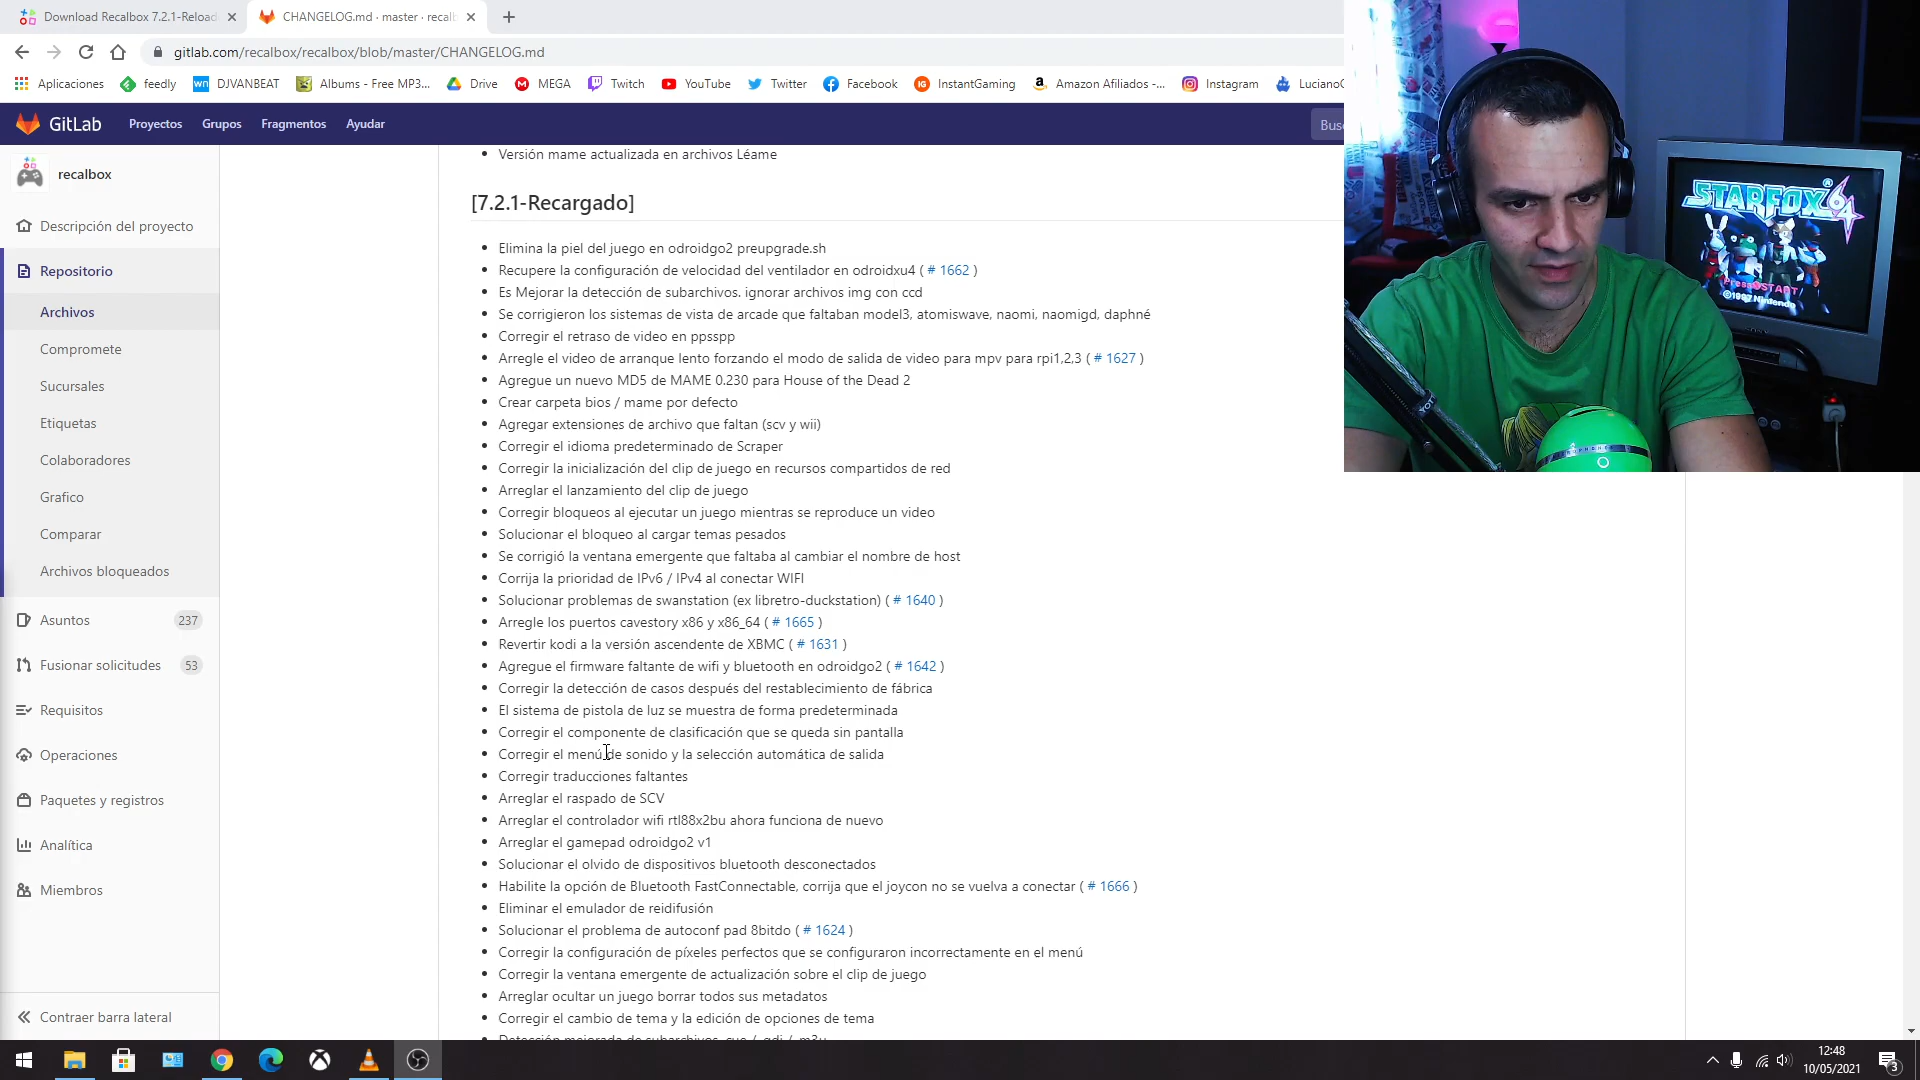 Download Recalbox 7.2.1-Reload
CHANGELOG.md · master · recalb
gitlab.com/recalbox/recalbox/blob/master/CHANGELOG.md
Aplicaciones
feedly
DJVANBEAT
Albums - Free MP3...
Drive
MEGA
Twitch
YouTube
Twitter
Facebook
InstantGaming
Amazon Afiliados -...
Instagram
GitLab
Proyectos
Grupos
Fragmentos
Ayudar
recalbox
Descripción del proyecto
Repositorio
Archivos
Compromete
Sucursales
Etiquetas
Colaboradores
Grafico
Comparar
Archivos bloqueados
Asuntos 237
Fusionar solicitudes 53
Requisitos
Operaciones
Paquetes y registros
Analítica
Miembros
Contraer barra lateral
Versión mame actualizada en archivos Léame
[7.2.1-Recargado]
Elimina la piel del juego en odroidgo2 preupgrade.sh
Recupere la configuración de velocidad del ventilador en odroidxu4 ( # 1662 )
Es Mejorar la detección de subarchivos. ignorar archivos img con ccd
Se corrigieron los sistemas de vista de arcade que faltaban model3, atomiswave, naomi, naomigd, daphné
Corregir el retraso de video en ppsspp
Arregle el video de arranque lento forzando el modo de salida de video para mpv para rpi1,2,3 ( # 1627 )
Agregue un nuevo MD5 de MAME 0.230 para House of the Dead 2
Crear carpeta bios / mame por defecto
Agregar extensiones de archivo que faltan (scv y wii)
Corregir el idioma predeterminado de Scraper
Corregir la inicialización del clip de juego en recursos compartidos de red
Arreglar el lanzamiento del clip de juego
Corregir bloqueos al ejecutar un juego mientras se reproduce un video
Solucionar el bloqueo al cargar temas pesados
Se corrigió la ventana emergente que faltaba al cambiar el nombre de host
Corrija la prioridad de IPv6 / IPv4 al conectar WIFI
Solucionar problemas de swanstation (ex libretro-duckstation) ( # 1640 )
Arregle los puertos cavestory x86 y x86_64 ( # 1665 )
Revertir kodi a la versión ascendente de XBMC ( # 1631 )
Agregue el firmware faltante de wifi y bluetooth en odroidgo2 ( # 1642 )
Corregir la detección de casos después del restablecimiento de fábrica
El sistema de pistola de luz se muestra de forma predeterminada
Corregir el componente de clasificación que se queda sin pantalla
Corregir el menú de sonido y la selección automática de salida
Corregir traducciones faltantes
Arreglar el raspado de SCV
Arreglar el controlador wifi rtl88x2bu ahora funciona de nuevo
Arreglar el gamepad odroidgo2 v1
Solucionar el olvido de dispositivos bluetooth desconectados
Habilite la opción de Bluetooth FastConnectable, corrija que el joycon no se vuelva a conectar ( # 1666 )
Eliminar el emulador de reidifusión
Solucionar el problema de autoconf pad 8bitdo ( # 1624 )
Corregir la configuración de píxeles perfectos que se configuraron incorrectamente en el menú
Corregir la ventana emergente de actualización sobre el clip de juego
Arreglar ocultar un juego borrar todos sus metadatos
Corregir el cambio de tema y la edición de opciones de tema
Detección mejorada de subarchivos .cue / .gdi / .m3u
STARFOX 64
Press START
©1997 Nintendo
12:48
10/05/2021
3